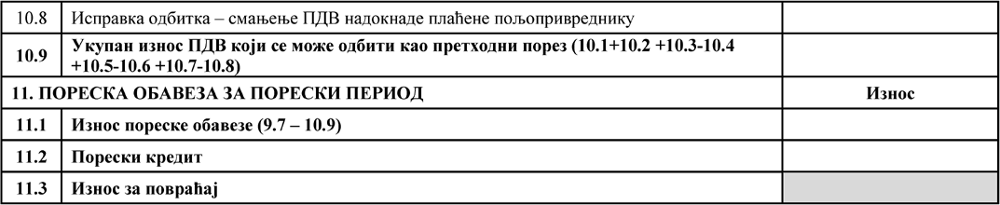 10.8 Исправка одбитка – смањење ПДВ надокнаде плаћене пољопривреднику
10.9 Укупан износ ПДВ који се може одбити као претходни порез (10.1+10.2 +10.3-10.4
+10.5-10.6 +10.7-10.8)
11. ПОРЕСКА ОБАВЕЗА ЗА ПОРЕСКИ ПЕРИОД Износ
11.1 Износ пореске обавезе (9.7 – 10.9)
11.2 Порески кредит
11.3 Износ за повраћај